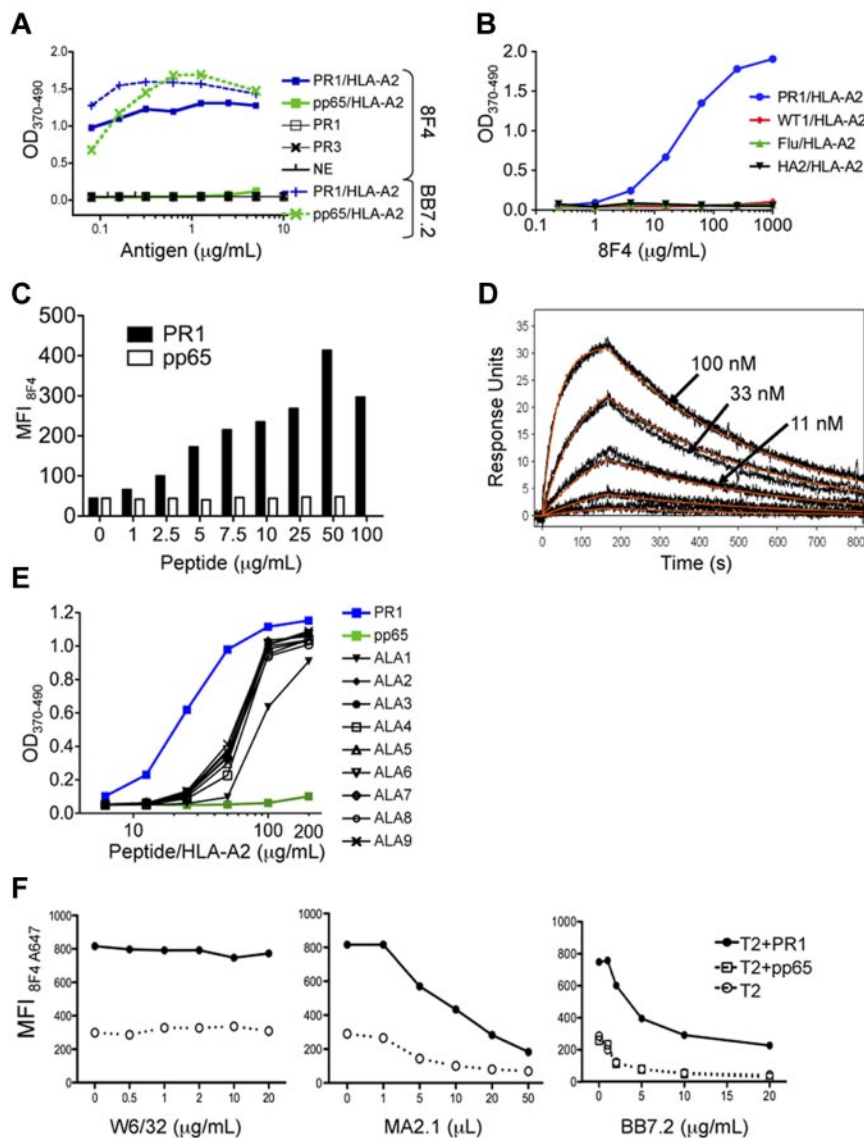 A
OD370-490
2.0
1.5
1.0
0.5
0.0
0.1
1
10
Antigen (μg/mL)
PR1/HLA-A2
pp65/HLA-A2
PR1
PR3
NE
PR1/HLA-A2
pp65/HLA-A2
8F4
BB7.2
B
OD370-490
2.0
1.5
1.0
0.5
0.0
0.1
1.0
10
100
1000
8F4 (μg/mL)
PR1/HLA-A2
WT1/HLA-A2
Flu/HLA-A2
HA2/HLA-A2
C
MFI 8F4
500
400
300
200
100
0
PR1
pp65
0 1 2.5 5 7.5 10 25 50 100
Peptide (μg/mL)
D
Response Units
35
30
25
20
15
10
5
0
100 nM
33 nM
11 nM
0 100 200 300 400 500 600 700 800
Time (s)
E
OD370-490
1.2
1.0
0.8
0.6
0.4
0.2
0.0
10
100
200
Peptide/HLA-A2 (μg/mL)
PR1
pp65
ALA1
ALA2
ALA3
ALA4
ALA5
ALA6
ALA7
ALA8
ALA9
F
MFI 8F4 A647
1000
800
600
400
200
0
0 0.5 1 2 10 20
W6/32 (μg/mL)
1000
800
600
400
200
0
0 1 5 10 20 50
MA2.1 (μL)
1000
800
600
400
200
0
0 5 10 15 20
BB7.2 (μg/mL)
T2+PR1
T2+pp65
T2